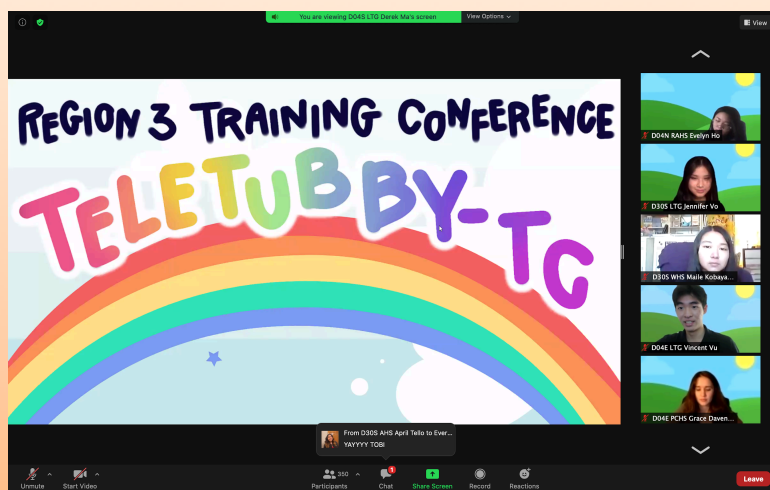 You are viewing D04S LTG Derek Ma's screen
View Options
View
REGION 3 TRAINING CONFERENCE
TELETUBBY-TG
D04N RAHS Evelyn Ho
D30S LTG Jennifer Vo
D30S WHS Maile Kobaya...
D04E LTG Vincent Vu
D04E PCHS Grace Daven...
From D30S AHS April Tello to Ever...
YAYYYY TOBI
Unmute
Start Video
350
Participants
1
Chat
Share Screen
Record
Reactions
Leave